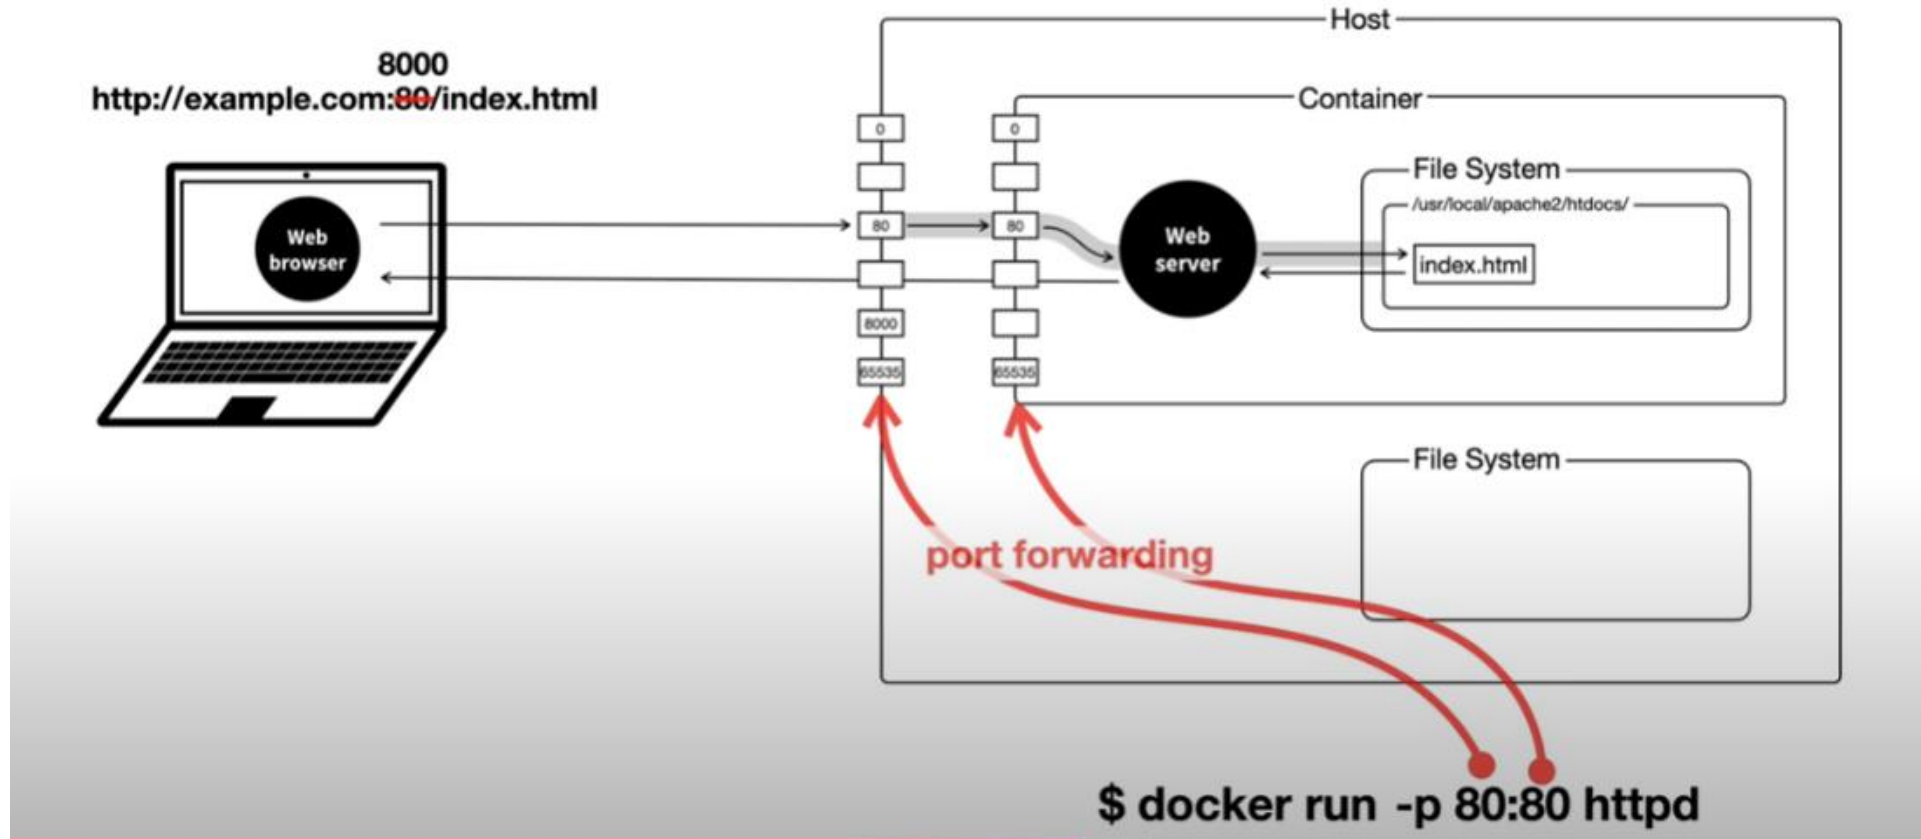 8000
http://example.com:80/index.html
Host
Container
0
0
File System
/usr/local/apache2/htdocs/
80
80
Web
browser
Web
server
index.html
8000
65535
65535
File System
port forwarding
$ docker run -p 80:80 httpd